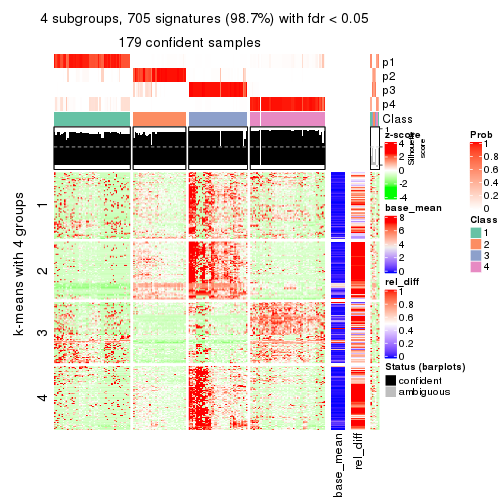 4 subgroups, 705 signatures (98.7%) with fdr < 0.05
179 confident samples
p1
p2
p3
p4
Class
1
Silhouette
score
k-means with 4 groups
1
2
3
4
base_mean
rel_diff
z-score
4
2
0
-2
-4
base_mean
8
6
4
2
0
rel_diff
1
0.8
0.6
0.4
0.2
0
Status (barplots)
confident
ambiguous
Prob
1
0.8
0.6
0.4
0.2
0
Class
1
2
3
4